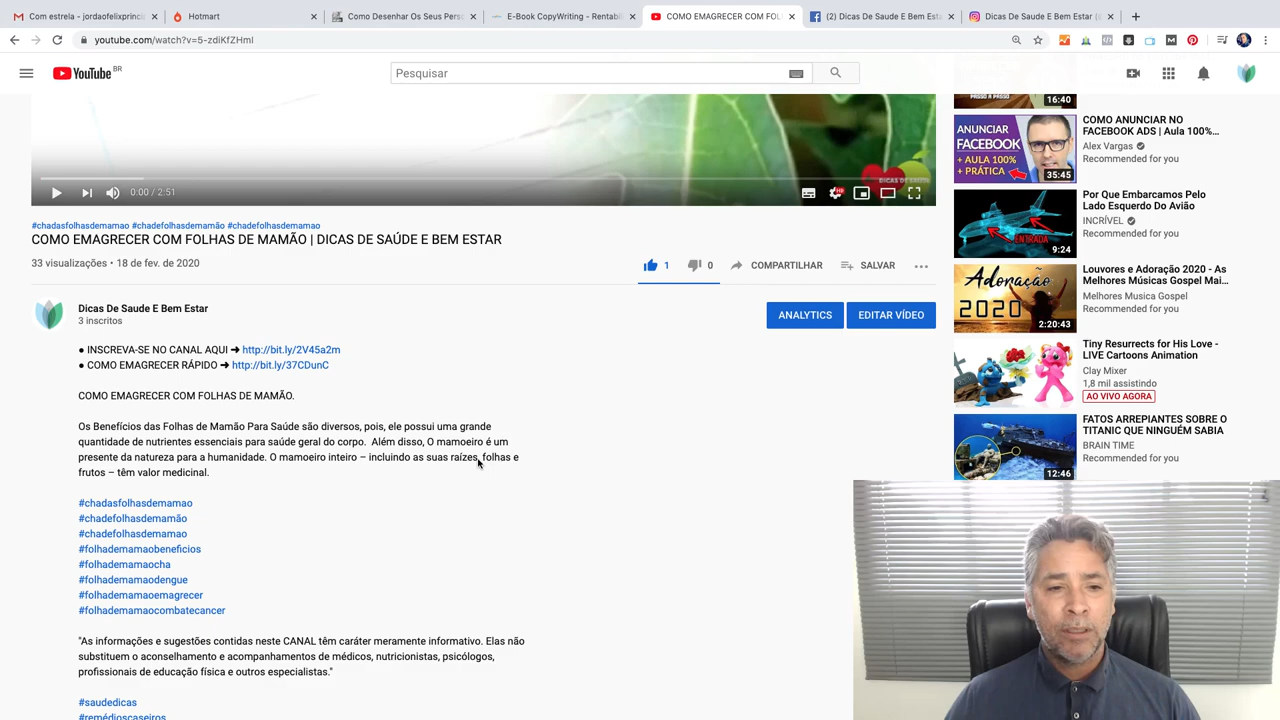 Com estrela - jordaofelixprinci
Hotmart
Como Desenhar Os Seus Perso
E-Book CopyWriting - Rentabili
COMO EMAGRECER COM FOL
(2) Dicas De Saude E Bem Esta
Dicas De Saude E Bem Estar (@
youtube.com/watch?v=5-zdiKfZHmI
YouTube BR
Pesquisar
16:40
0:00 / 2:51
DICAS DE SAÚDE
#chadasfolhasdemamao #chadefolhasdemamão #chadefolhasdemamao
COMO EMAGRECER COM FOLHAS DE MAMÃO | DICAS DE SAÚDE E BEM ESTAR
33 visualizações • 18 de fev. de 2020
1
0
COMPARTILHAR
SALVAR
Dicas De Saude E Bem Estar
3 inscritos
ANALYTICS
EDITAR VÍDEO
● INSCREVA-SE NO CANAL AQUI ➜ http://bit.ly/2V45a2m
● COMO EMAGRECER RÁPIDO ➜ http://bit.ly/37CDunC
COMO EMAGRECER COM FOLHAS DE MAMÃO.
Os Benefícios das Folhas de Mamão Para Saúde são diversos, pois, ele possui uma grande
quantidade de nutrientes essenciais para saúde geral do corpo. Além disso, O mamoeiro é um
presente da natureza para a humanidade. O mamoeiro inteiro – incluindo as suas raízes, folhas e
frutos – têm valor medicinal.
#chadasfolhasdemamao
#chadefolhasdemamão
#chadefolhasdemamao
#folhademamaobeneficios
#folhademamaocha
#folhademamaodengue
#folhademamaoemagrecer
#folhademamaocombatecancer
"As informações e sugestões contidas neste CANAL têm caráter meramente informativo. Elas não
substituem o aconselhamento e acompanhamentos de médicos, nutricionistas, psicólogos,
profissionais de educação física e outros especialistas."
#saudedicas
#remédioscaseiros
ANUNCIAR
FACEBOOK
+ AULA 100%
+ PRÁTICA
35:45
COMO ANUNCIAR NO
FACEBOOK ADS | Aula 100%...
Alex Vargas
Recommended for you
ENTRADA
9:24
Por Que Embarcamos Pelo
Lado Esquerdo Do Avião
INCRÍVEL
Recommended for you
Adoração
2020
2:20:43
Louvores e Adoração 2020 - As
Melhores Músicas Gospel Mai...
Melhores Musica Gospel
Recommended for you
Tiny Resurrects for His Love -
LIVE Cartoons Animation
Clay Mixer
1,8 mil assistindo
AO VIVO AGORA
12:46
FATOS ARREPIANTES SOBRE O
TITANIC QUE NINGUÉM SABIA
BRAIN TIME
Recommended for you